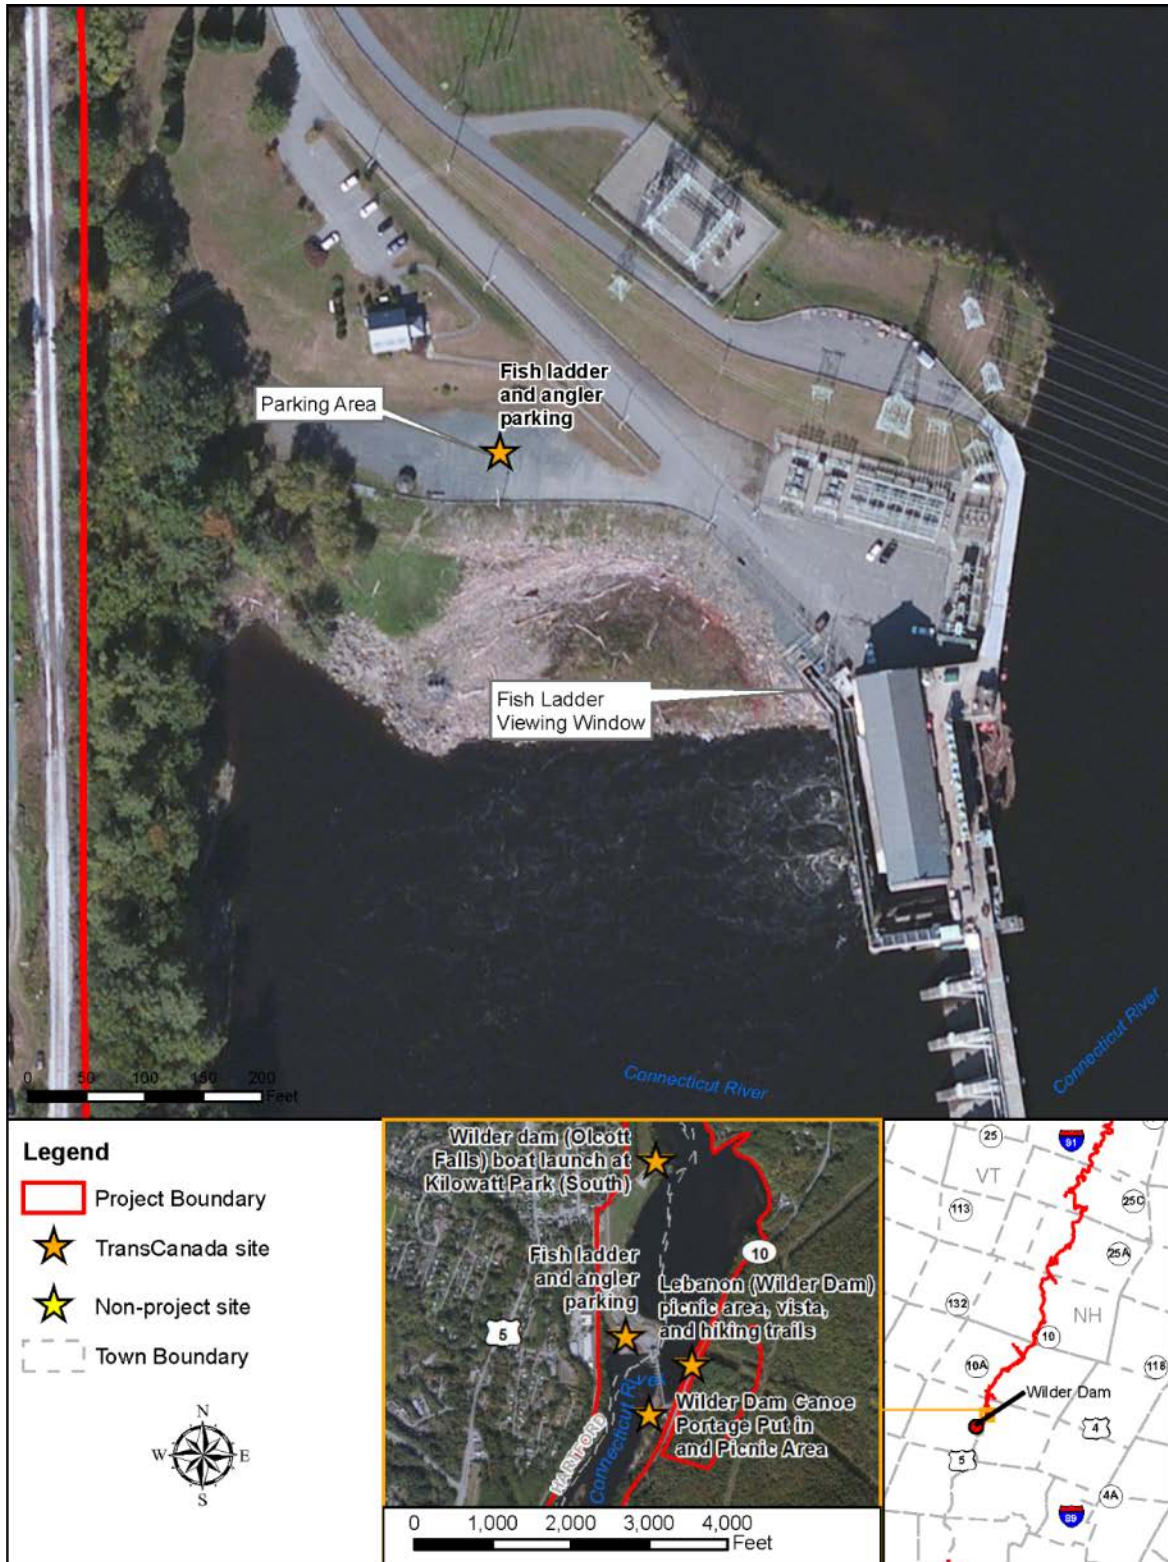 Fish ladder
and angler
parking
Parking Area
Fish Ladder
Viewing Window
0 50 100 150 200
Feet
Connecticut River
Connecticut River
Legend
Project Boundary
TransCanada site
Non-project site
Town Boundary
N
W E
S
Wilder dam (Olcott
Falls) boat launch at
Kilowatt Park (South)
10
Fish ladder
and angler
parking
Lebanon (Wilder Dam)
picnic area, vista,
and hiking trails
5
Wilder Dam Canoe
Portage Put in
and Picnic Area
HARTFORD
Connecticut River
0 1,000 2,000 3,000 4,000
Feet
25
91
VT
113
25C
25A
132
NH
10
10A
118
Wilder Dam
4
5
4A
89